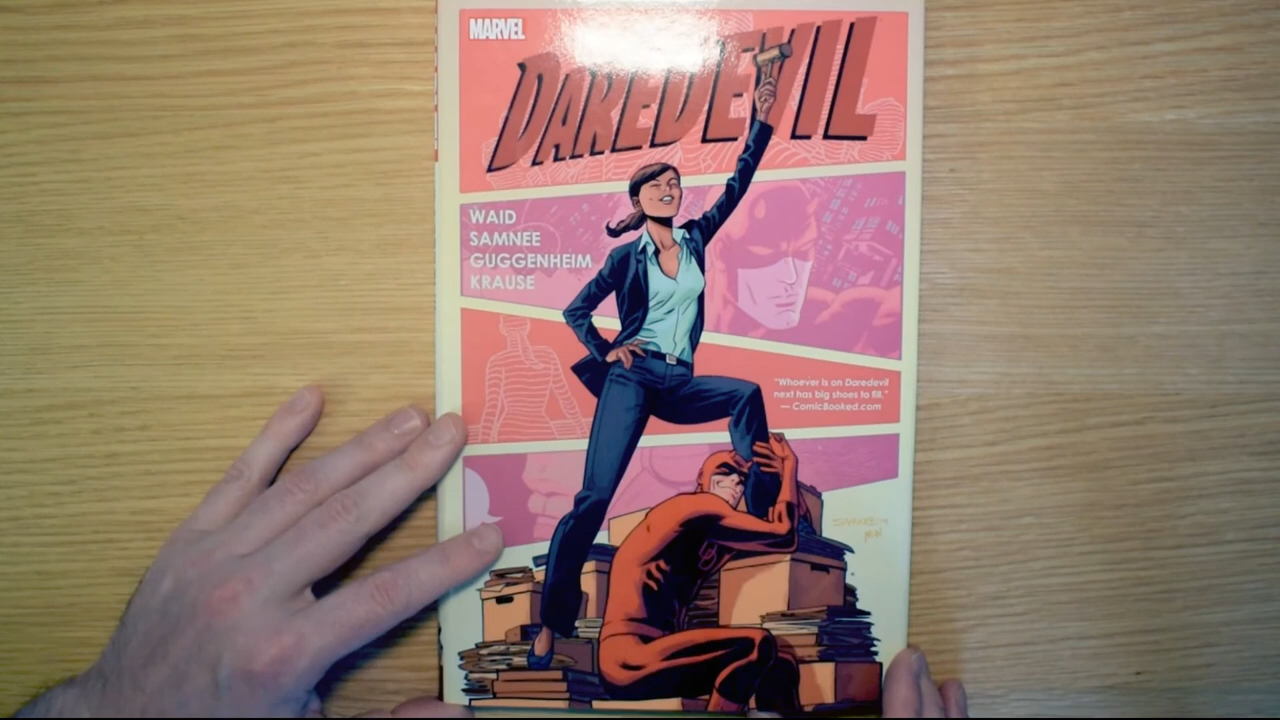 MARVEL
DAREDEVIL
WAID
SAMNEE
GUGGENHEIM
KRAUSE
"Whoever is on Daredevil
next has big shoes to fill."
— ComicBooked.com